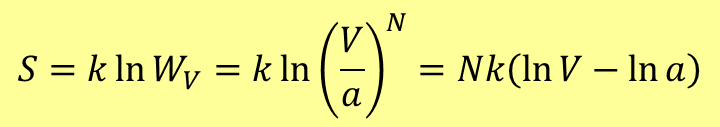 S = k ln W_V = k ln (V/a)^N = Nk(ln V − ln a)